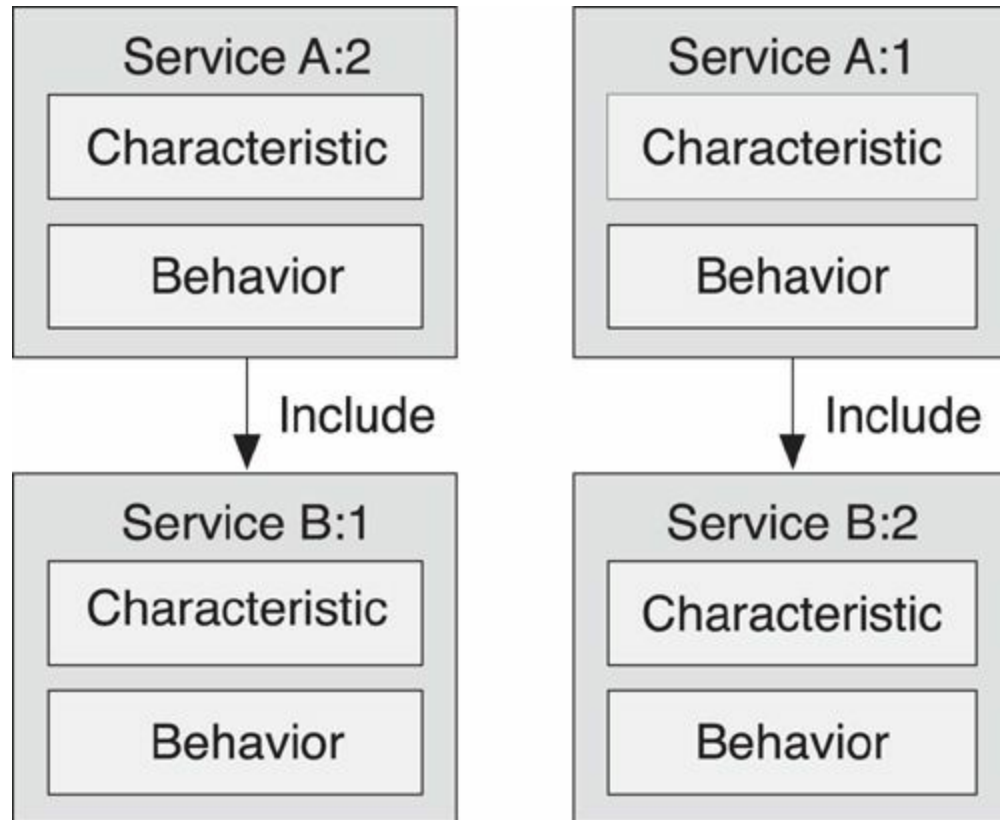 Service A:2
Characteristic
Behavior
Include
Service B:1
Characteristic
Behavior
Service A:1
Characteristic
Behavior
Include
Service B:2
Characteristic
Behavior